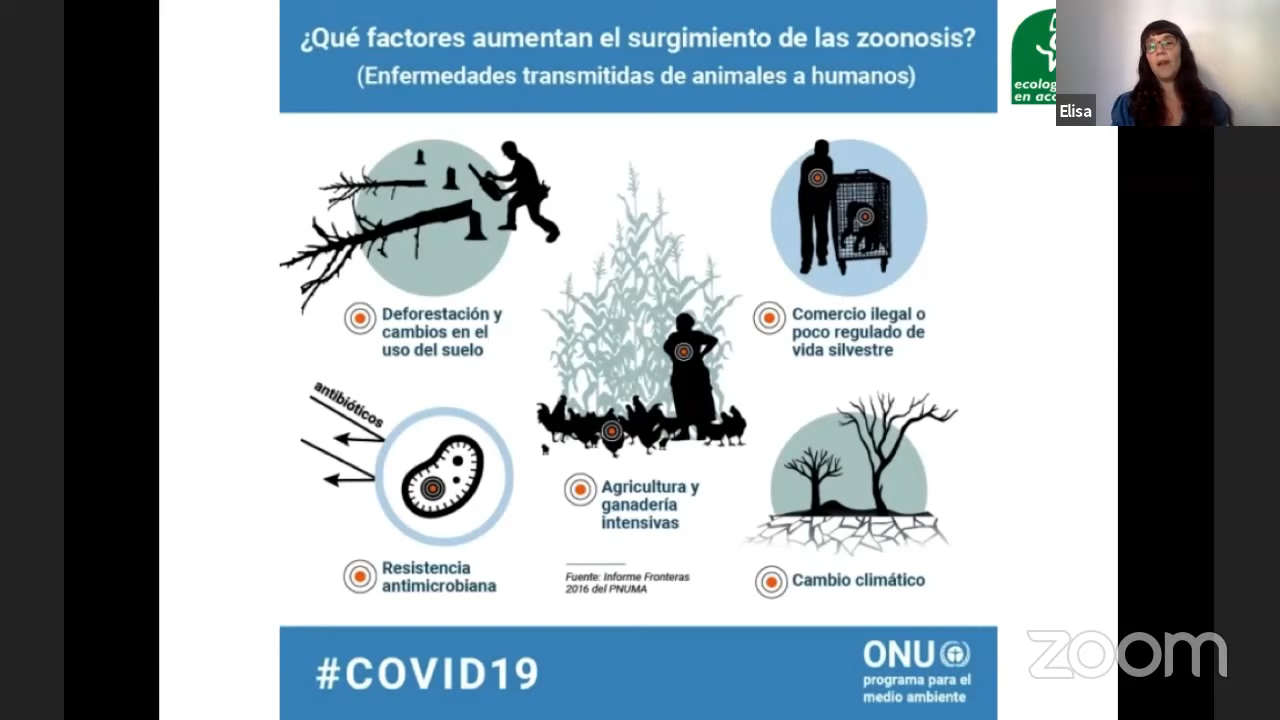 ¿Qué factores aumentan el surgimiento de las zoonosis?
(Enfermedades transmitidas de animales a humanos)
Elisa
Deforestación y
cambios en el
uso del suelo
Comercio ilegal o
poco regulado de
vida silvestre
antibióticos
Agricultura y
ganadería
intensivas
Resistencia
antimicrobiana
Fuente: Informe Fronteras
2016 del PNUMA
Cambio climático
#COVID19
ONU
programa para el
medio ambiente
zoom